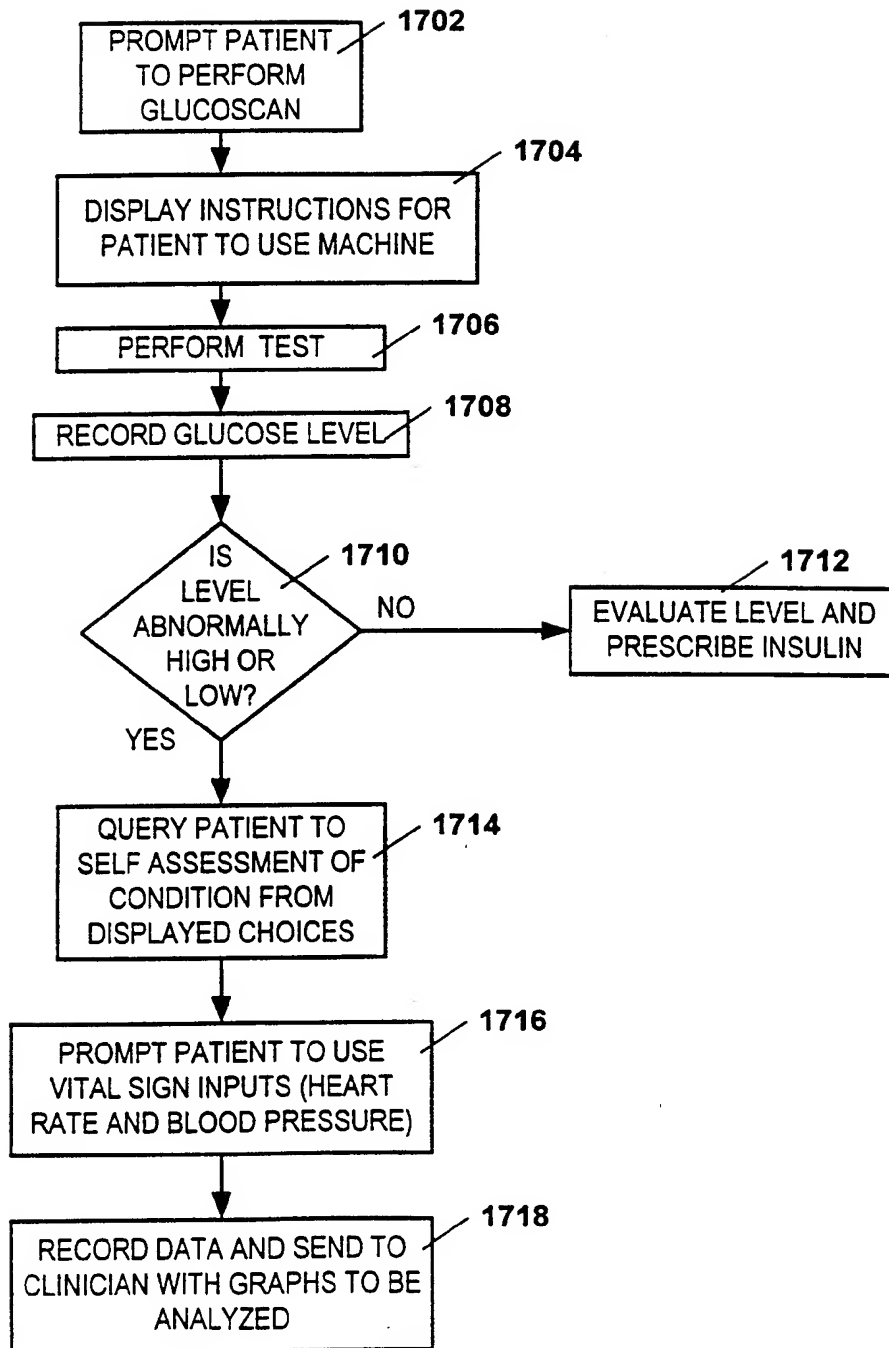 1702
PROMPT PATIENT
TO PERFORM
GLUCOSCAN
1704
DISPLAY INSTRUCTIONS FOR
PATIENT TO USE MACHINE
1706
PERFORM TEST
1708
RECORD GLUCOSE LEVEL
1710
IS
LEVEL
ABNORMALLY
HIGH OR
LOW?
NO
1712
EVALUATE LEVEL AND
PRESCRIBE INSULIN
YES
1714
QUERY PATIENT TO
SELF ASSESSMENT OF
CONDITION FROM
DISPLAYED CHOICES
1716
PROMPT PATIENT TO USE
VITAL SIGN INPUTS (HEART
RATE AND BLOOD PRESSURE)
1718
RECORD DATA AND SEND TO
CLINICIAN WITH GRAPHS TO BE
ANALYZED